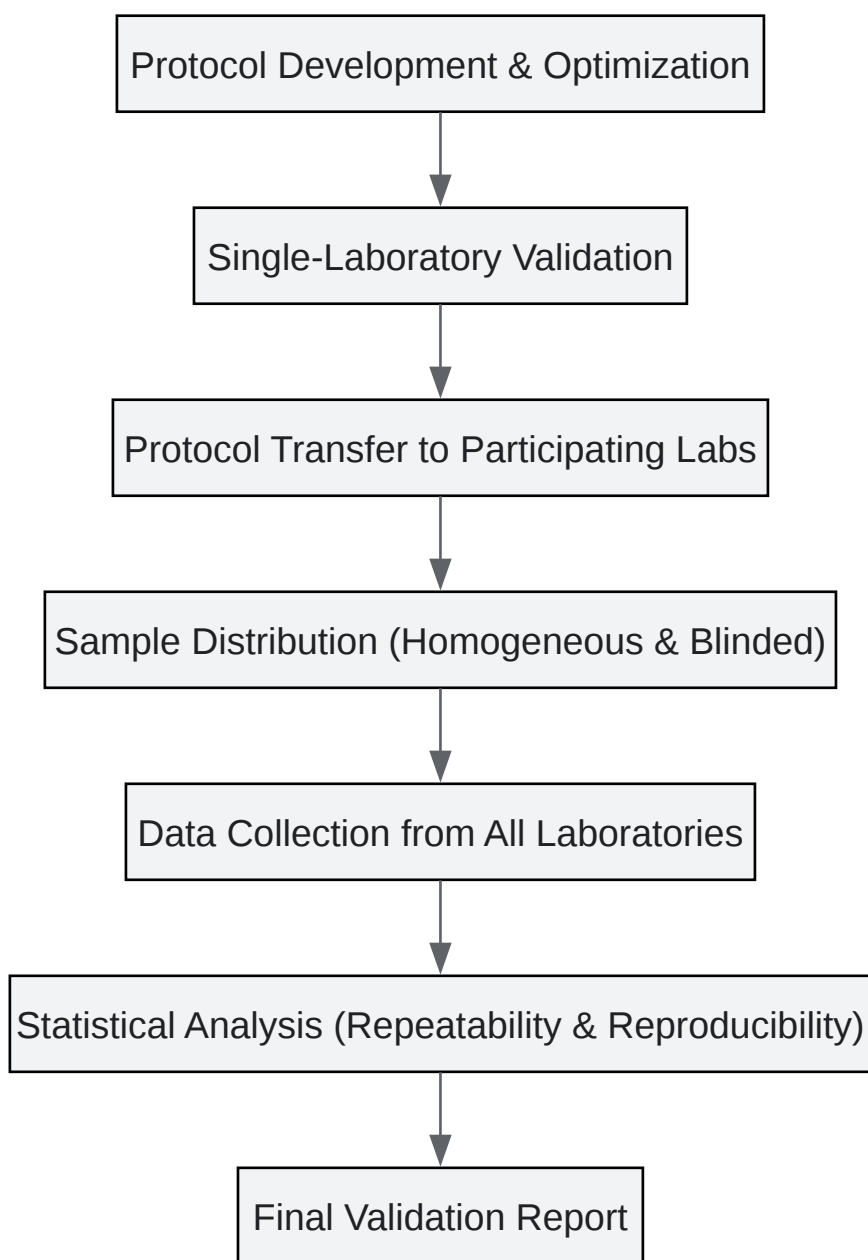 Protocol Development & Optimization
Single-Laboratory Validation
Protocol Transfer to Participating Labs
Sample Distribution (Homogeneous & Blinded)
Data Collection from All Laboratories
Statistical Analysis (Repeatability & Reproducibility)
Final Validation Report